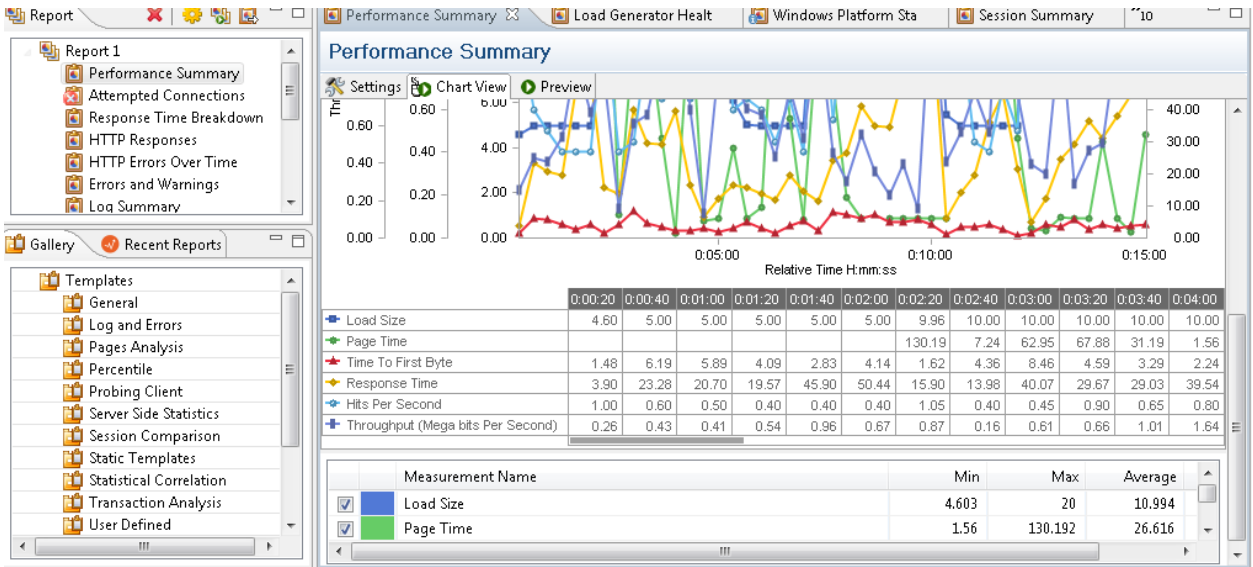 Report
Report 1
Performance Summary
Attempted Connections
Response Time Breakdown
HTTP Responses
HTTP Errors Over Time
Errors and Warnings
Log Summary
Gallery Recent Reports
Templates
General
Log and Errors
Pages Analysis
Percentile
Probing Client
Server Side Statistics
Session Comparison
Static Templates
Statistical Correlation
Transaction Analysis
User Defined
Performance Summary Load Generator Healt Windows Platform Sta Session Summary »10
Performance Summary
Settings Chart View Preview
0.60 6.00 40.00
0.60 30.00
0.40 0.40 4.00
20.00
0.20 0.20 2.00 10.00
0.00 0.00 0.00 0.00
0:05:00 0:10:00 0:15:00
Relative Time H:mm:ss
0:00:20 0:00:40 0:01:00 0:01:20 0:01:40 0:02:00 0:02:20 0:02:40 0:03:00 0:03:20 0:03:40 0:04:00
Load Size 4.60 5.00 5.00 5.00 5.00 5.00 9.96 10.00 10.00 10.00 10.00 10.00
Page Time 130.19 7.24 62.95 67.88 31.19 1.56
Time To First Byte 1.48 6.19 5.89 4.09 2.83 4.14 1.62 4.36 8.46 4.59 3.29 2.24
Response Time 3.90 23.28 20.70 19.57 45.90 50.44 15.90 13.98 40.07 29.67 29.03 39.54
Hits Per Second 1.00 0.60 0.50 0.40 0.40 0.40 1.05 0.40 0.45 0.90 0.65 0.80
Throughput (Mega bits Per Second) 0.26 0.43 0.41 0.54 0.96 0.67 0.87 0.16 0.61 0.66 1.01 1.64
Measurement Name Min Max Average
Load Size 4.603 20 10.994
Page Time 1.56 130.192 26.616